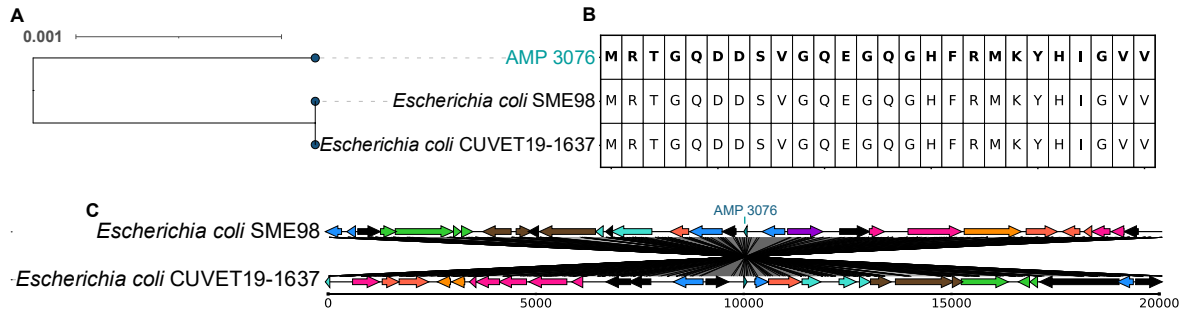 A
B
0.001
AMP 3076 M R T G Q D D S V G Q E G Q G H F R M K Y H I G V V
Escherichia coli SME98 M R T G Q D D S V G Q E G Q G H F R M K Y H I G V V
Escherichia coli CUVET19-1637 M R T G Q D D S V G Q E G Q G H F R M K Y H I G V V
C
AMP 3076
Escherichia coli SME98
Escherichia coli CUVET19-1637
0 5000 10000 15000 20000